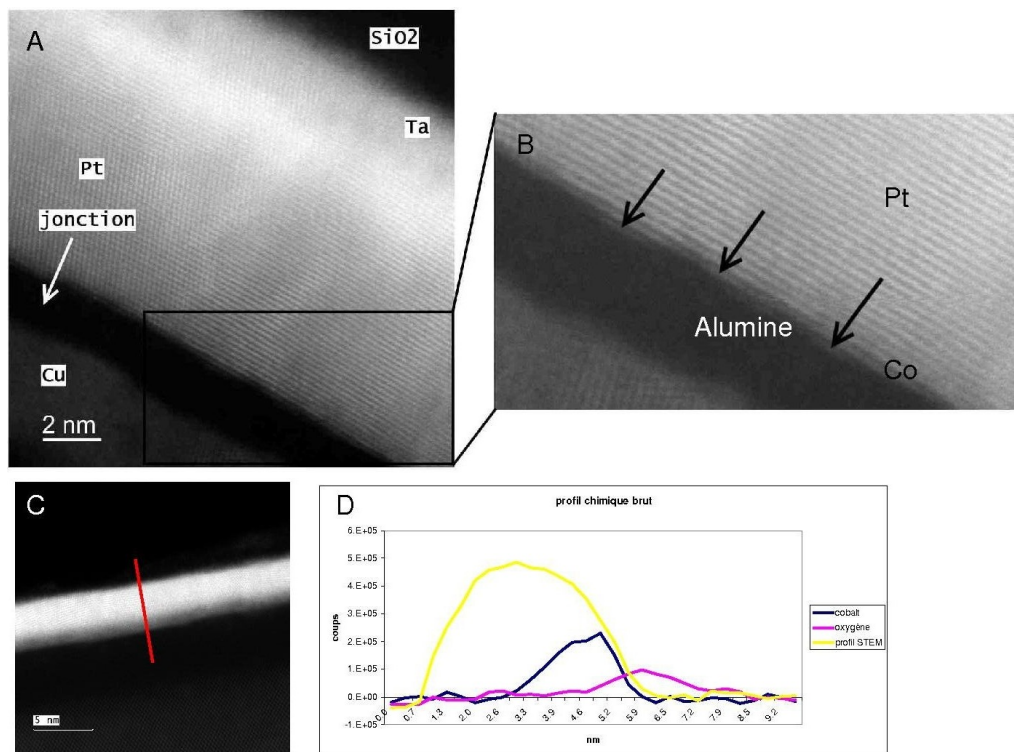 A
SiO2
Ta
Pt
jonction
Cu
2 nm
B
Pt
Alumine
Co
C
5 nm
D
profil chimique brut
6.E+05
5.E+05
4.E+05
3.E+05
2.E+05
1.E+05
0.E+00
-1.E+05
coups
0.0 0.7 1.3 2.0 2.6 3.3 3.9 4.6 5.2 5.9 6.6 7.2 7.9 8.5 9.2
nm
cobalt
oxygène
profil STEM